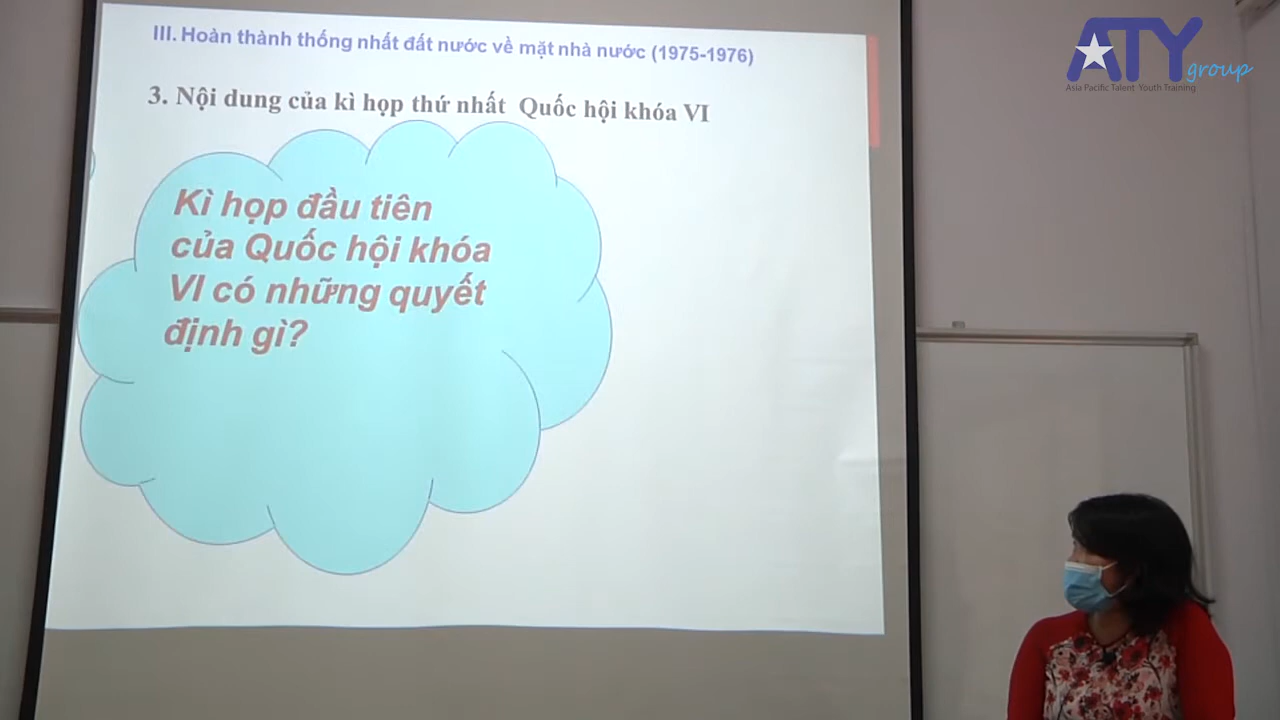 III. Hoàn thành thống nhất đất nước về mặt nhà nước (1975-1976)
3. Nội dung của kì họp thứ nhất Quốc hội khóa VI
Kì họp đầu tiên
của Quốc hội khóa
VI có những quyết
định gì?
ATY
group
Asia Pacific Talent Youth Training